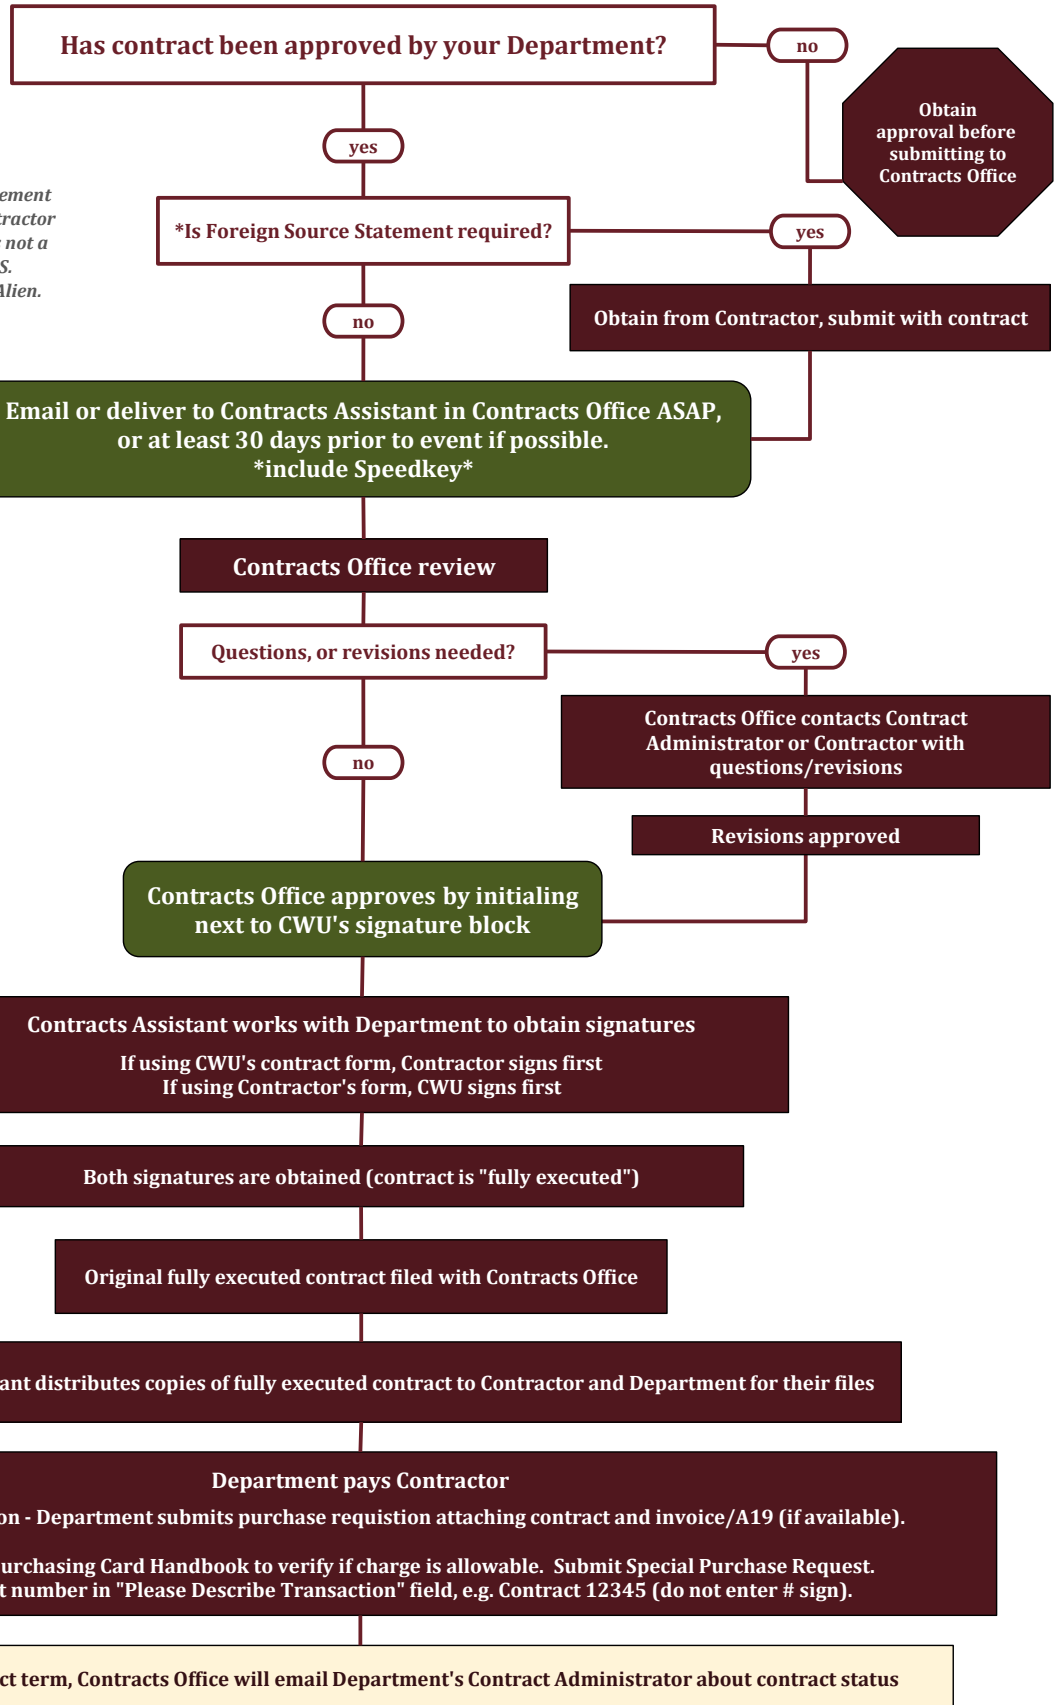 Has contract been approved by your Department?
no
Obtain
approval before
submitting to
Contracts Office
yes
not a
S.
Alien.
*Is Foreign Source Statement required?
yes
no
Obtain from Contractor, submit with contract
Email or deliver to Contracts Assistant in Contracts Office ASAP,
or at least 30 days prior to event if possible.
*include Speedkey*
Contracts Office review
Questions, or revisions needed?
yes
Contracts Office contacts Contract
Administrator or Contractor with
questions/revisions
no
Revisions approved
Contracts Office approves by initialing
next to CWU's signature block
Contracts Assistant works with Department to obtain signatures
If using CWU's contract form, Contractor signs first
If using Contractor's form, CWU signs first
Both signatures are obtained (contract is "fully executed")
Original fully executed contract filed with Contracts Office
distributes copies of fully executed contract to Contractor and Department for their files
Department pays Contractor
- Department submits purchase requistion attaching contract and invoice/A19 (if available).
Card Handbook to verify if charge is allowable. Submit Special Purchase Request.
number in "Please Describe Transaction" field, e.g. Contract 12345 (do not enter # sign).
term, Contracts Office will email Department's Contract Administrator about contract status